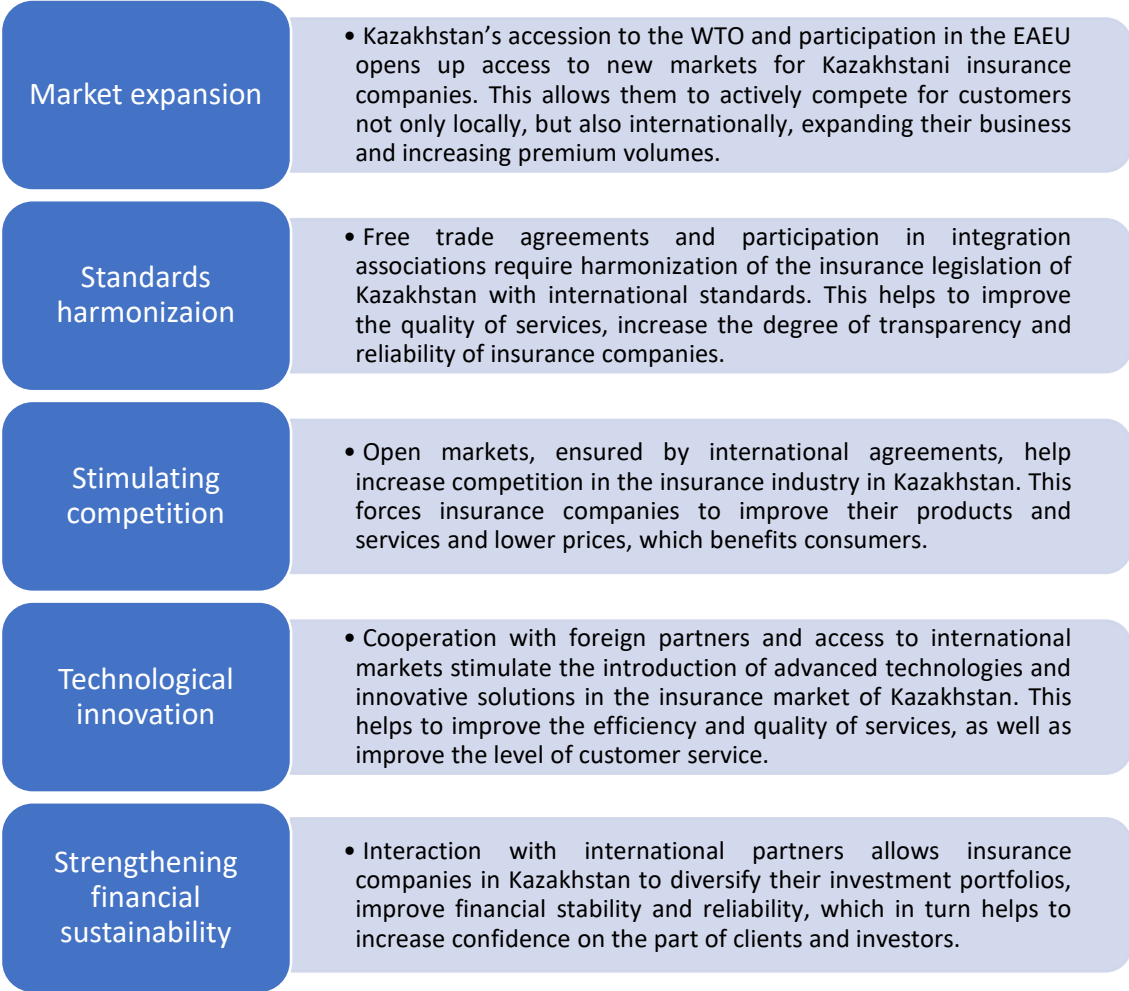 Market expansion
• Kazakhstan’s accession to the WTO and participation in the EAEU
opens up access to new markets for Kazakhstani insurance
companies. This allows them to actively compete for customers
not only locally, but also internationally, expanding their business
and increasing premium volumes.
Standards
harmonizaion
• Free trade agreements and participation in integration
associations require harmonization of the insurance legislation of
Kazakhstan with international standards. This helps to improve
the quality of services, increase the degree of transparency and
reliability of insurance companies.
Stimulating
competition
• Open markets, ensured by international agreements, help
increase competition in the insurance industry in Kazakhstan. This
forces insurance companies to improve their products and
services and lower prices, which benefits consumers.
Technological
innovation
• Cooperation with foreign partners and access to international
markets stimulate the introduction of advanced technologies and
innovative solutions in the insurance market of Kazakhstan. This
helps to improve the efficiency and quality of services, as well as
improve the level of customer service.
Strengthening
financial
sustainability
• Interaction with international partners allows insurance
companies in Kazakhstan to diversify their investment portfolios,
improve financial stability and reliability, which in turn helps to
increase confidence on the part of clients and investors.